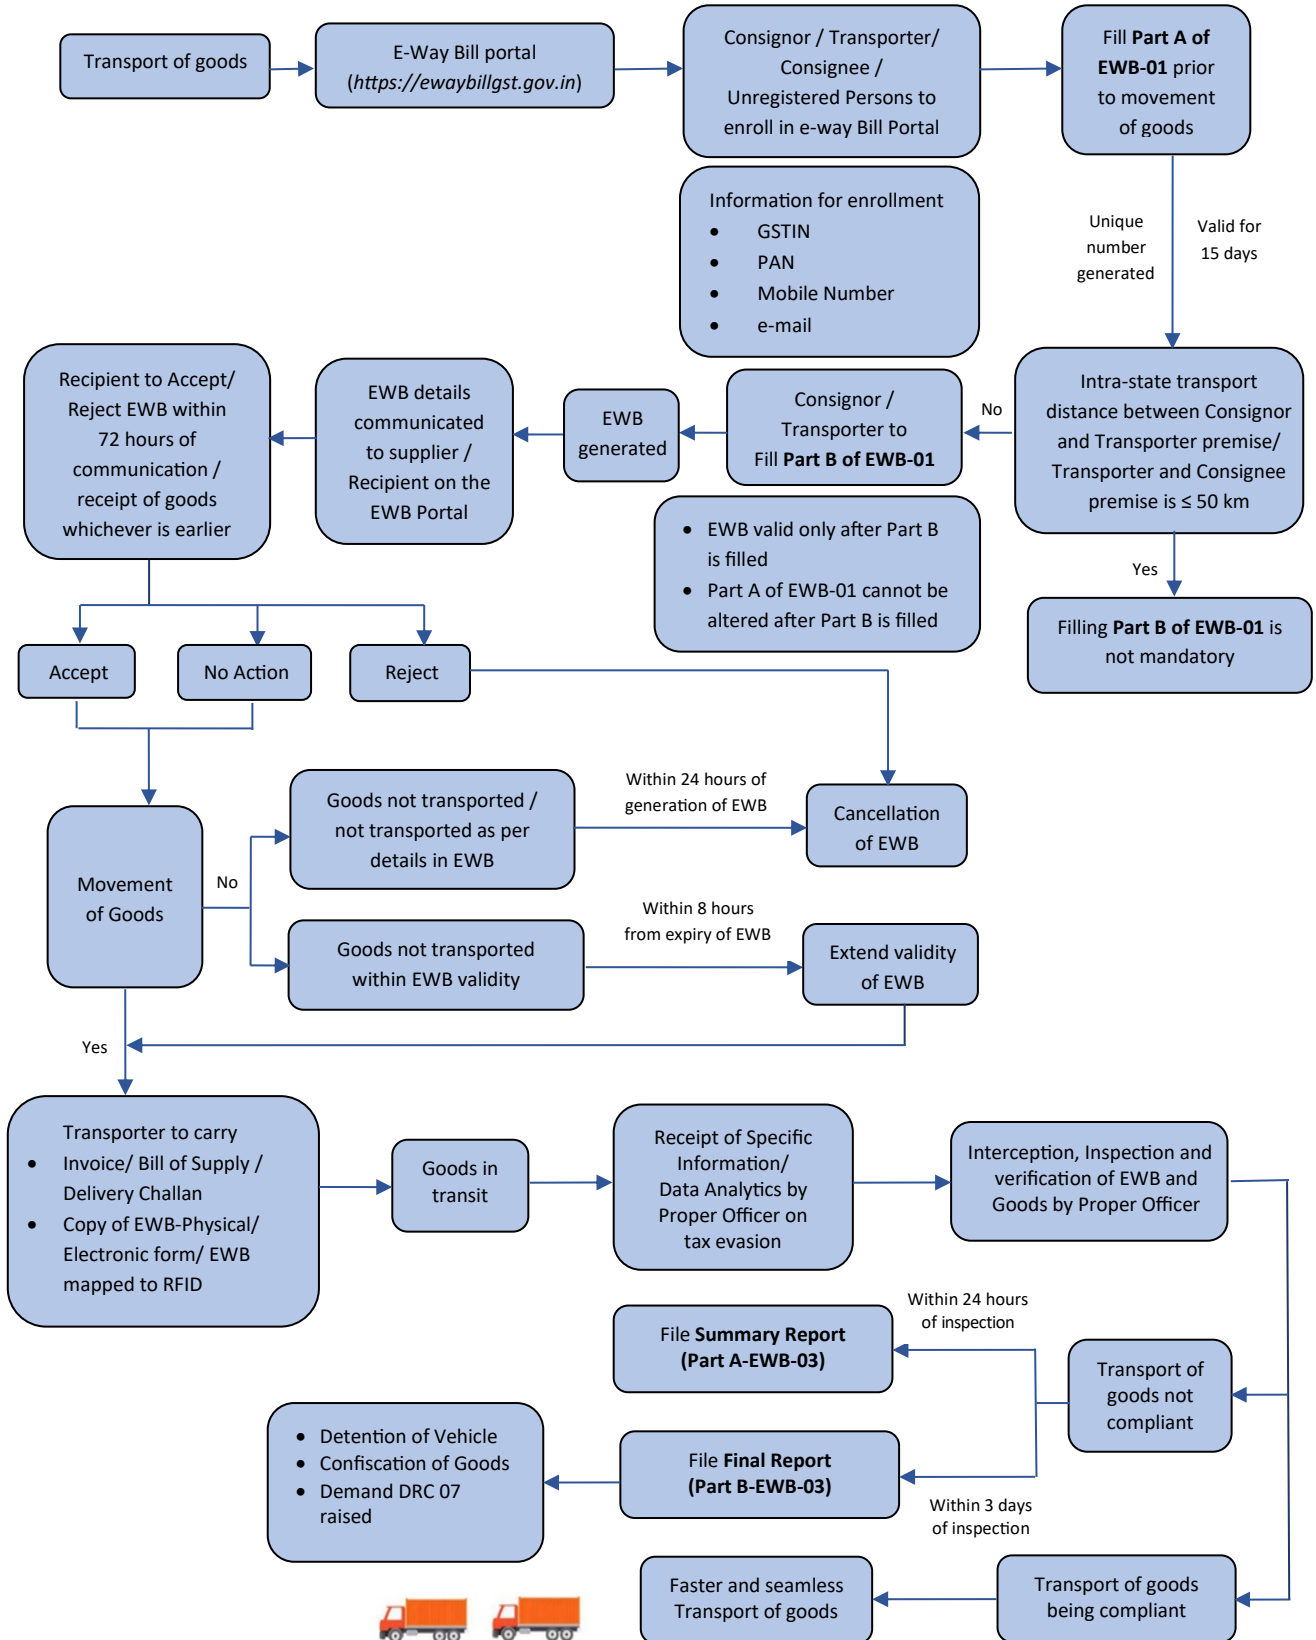 Transport of goods
E-Way Bill portal
(https://ewaybillgst.gov.in)
Consignor / Transporter/
Consignee /
Unregistered Persons to
enroll in e-way Bill Portal
Fill Part A of
EWB-01 prior
to movement
of goods
Information for enrollment
• GSTIN
• PAN
• Mobile Number
• e-mail
Unique
number
generated
Valid for
15 days
Recipient to Accept/
Reject EWB within
72 hours of
communication /
receipt of goods
whichever is earlier
EWB details
communicated
to supplier /
Recipient on the
EWB Portal
EWB
generated
Consignor /
Transporter to
Fill Part B of EWB-01
No
Intra-state transport
distance between Consignor
and Transporter premise/
Transporter and Consignee
premise is ≤ 50 km
• EWB valid only after Part B
is filled
• Part A of EWB-01 cannot be
altered after Part B is filled
Yes
Filling Part B of EWB-01 is
not mandatory
Accept
No Action
Reject
Movement
of Goods
No
Goods not transported /
not transported as per
details in EWB
Within 24 hours of
generation of EWB
Cancellation
of EWB
Goods not transported
within EWB validity
Within 8 hours
from expiry of EWB
Extend validity
of EWB
Yes
Transporter to carry
• Invoice/ Bill of Supply /
Delivery Challan
• Copy of EWB-Physical/
Electronic form/ EWB
mapped to RFID
Goods in
transit
Receipt of Specific
Information/
Data Analytics by
Proper Officer on
tax evasion
Interception, Inspection and
verification of EWB and
Goods by Proper Officer
Within 24 hours
of inspection
File Summary Report
(Part A-EWB-03)
Transport of
goods not
compliant
• Detention of Vehicle
• Confiscation of Goods
• Demand DRC 07
raised
File Final Report
(Part B-EWB-03)
Within 3 days
of inspection
Faster and seamless
Transport of goods
Transport of goods
being compliant